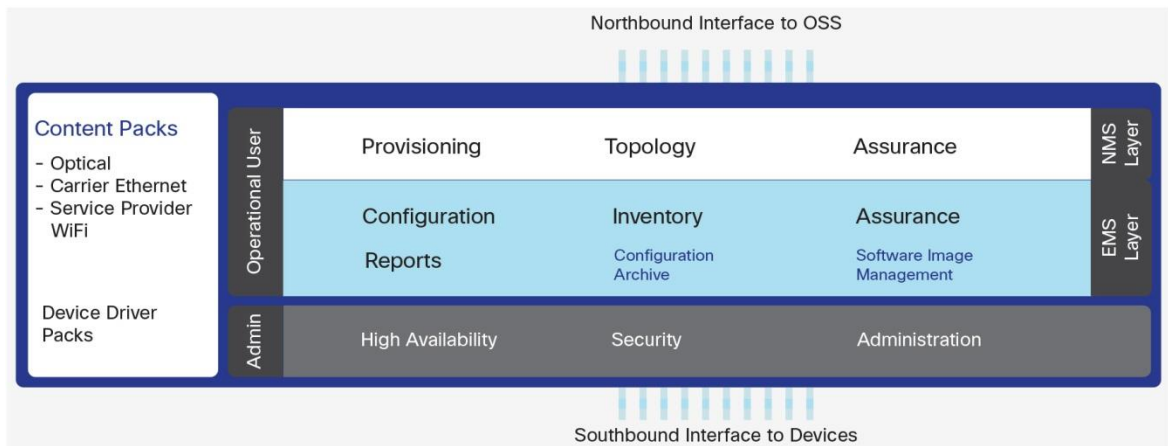 Northbound Interface to OSS
Content Packs
- Optical
- Carrier Ethernet
- Service Provider
WiFi
Device Driver
Packs
Operational User
Provisioning
Topology
Assurance
NMS
Layer
Configuration
Inventory
Assurance
Reports
Configuration
Archive
Software Image
Management
EMS
Layer
Admin
High Availability
Security
Administration
Southbound Interface to Devices